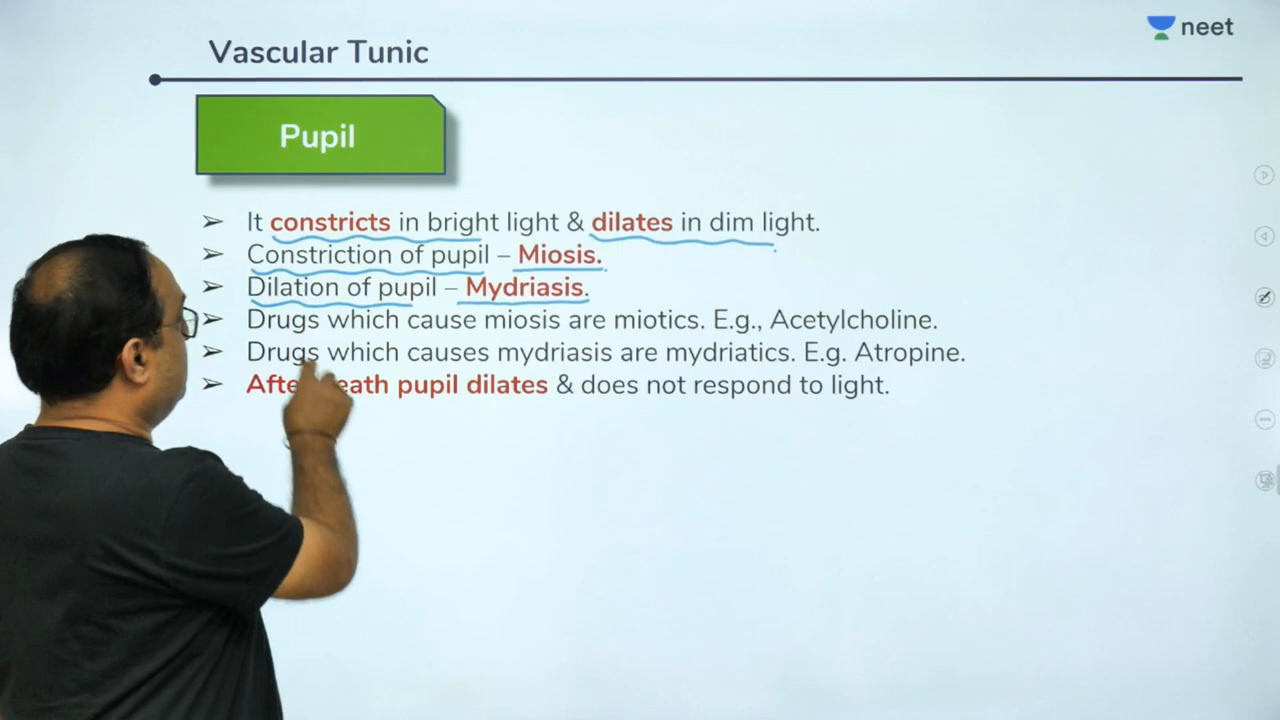 neet
Vascular Tunic
Pupil
➢ It constricts in bright light & dilates in dim light.
➢ Constriction of pupil – Miosis.
➢ Dilation of pupil – Mydriasis.
➢ Drugs which cause miosis are miotics. E.g., Acetylcholine.
➢ Drugs which causes mydriasis are mydriatics. E.g. Atropine.
➢ pupil dilates & does not respond to light.